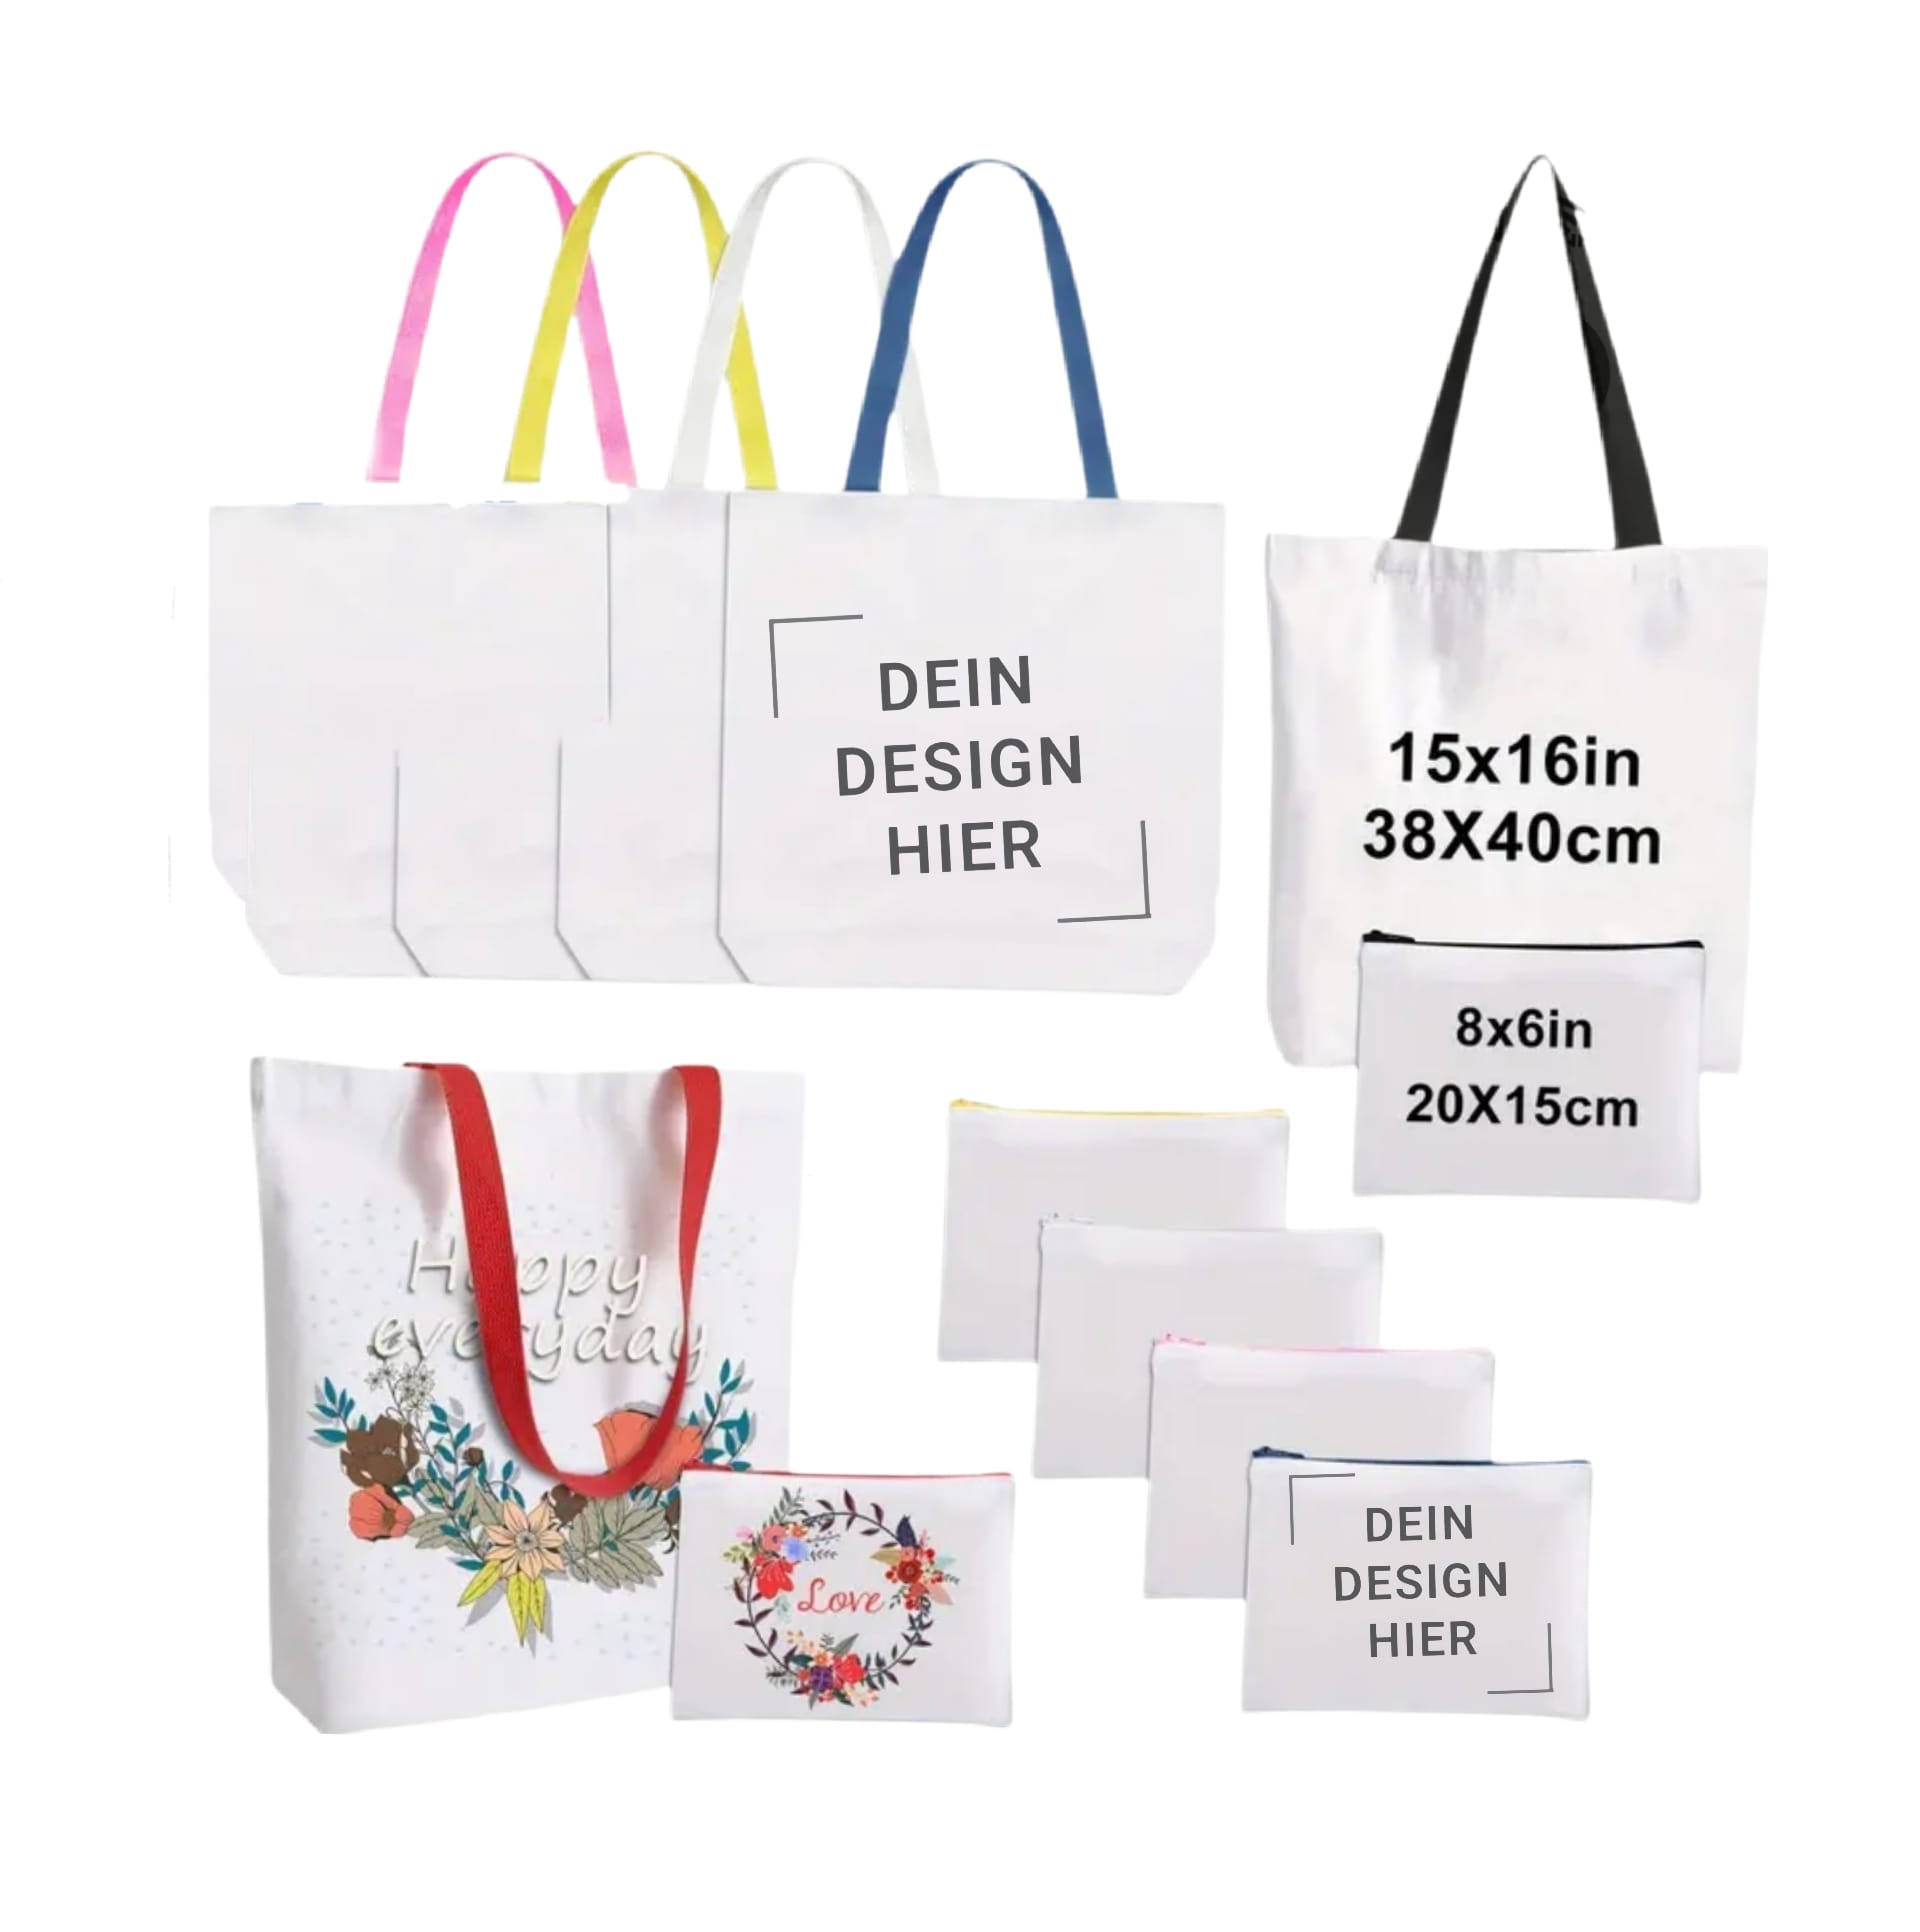 DEIN
DESIGN
HIER
15x16in
38X40cm
8x6in
20X15cm
Happy
everyday
Love
DEIN
DESIGN
HIER